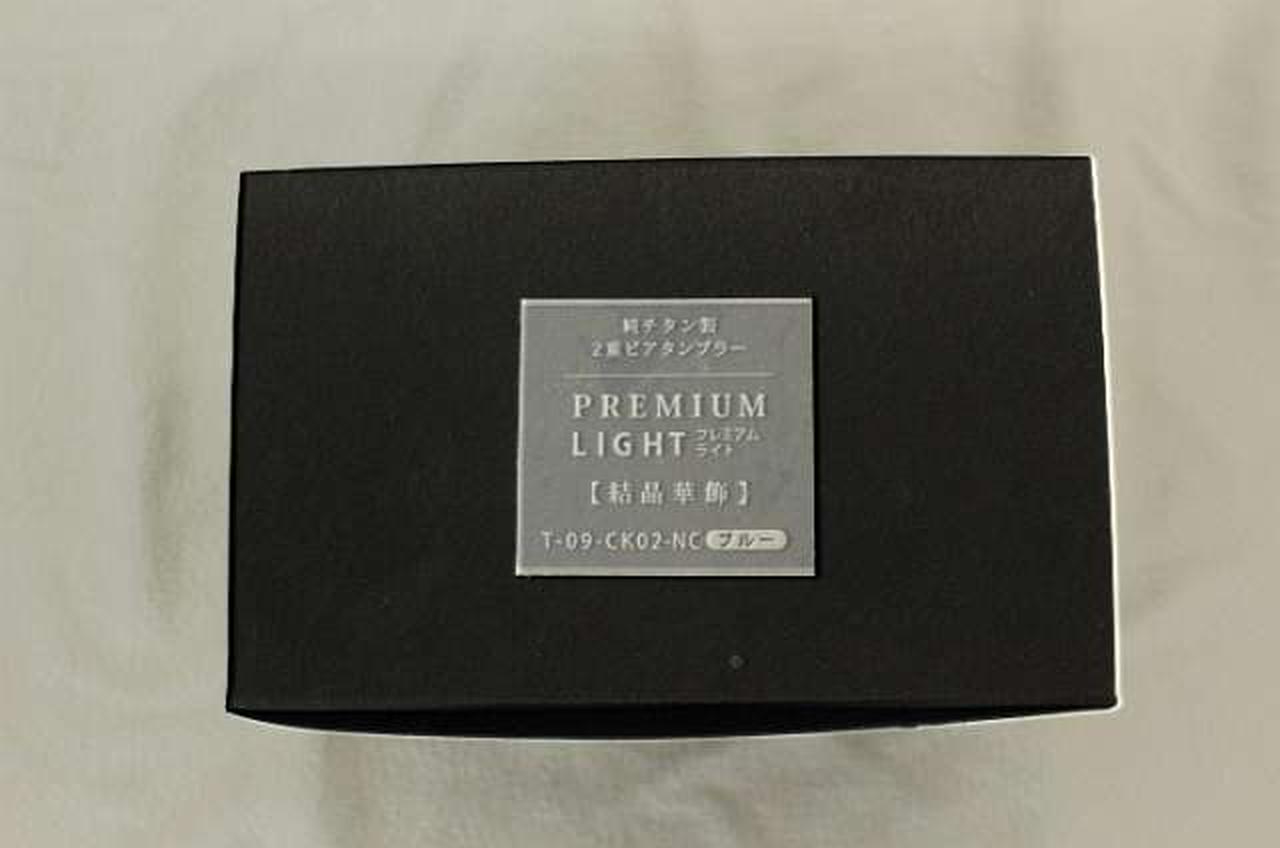 純チタン製
2重ビアタンブラー
PREMIUM
LIGHT プレミアム
ライト
【結晶華飾】
T-09-CK02-NC ブルー